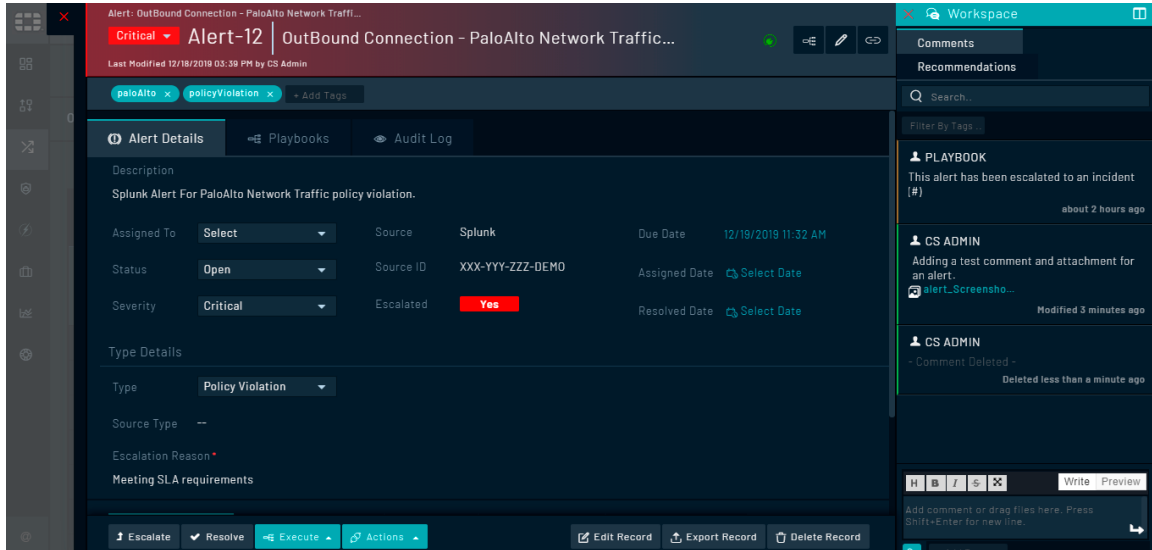 Alert: OutBound Connection - PaloAlto Network Traffi...
Critical Alert-12 OutBound Connection - PaloAlto Network Traffic...
Last Modified 12/18/2019 03:39 PM by CS Admin
paloAlto × policyViolation × + Add Tags
Alert Details Playbooks Audit Log
Description
Splunk Alert For PaloAlto Network Traffic policy violation.
Assigned To Select Source Splunk Due Date 12/19/2019 11:32 AM
Status Open Source ID XXX-YYY-ZZZ-DEMO Assigned Date Select Date
Severity Critical Escalated Yes Resolved Date Select Date
Type Details
Type Policy Violation
Source Type --
Escalation Reason*
Meeting SLA requirements
Escalate Resolve Execute Actions Edit Record Export Record Delete Record
Workspace
Comments
Recommendations
Search..
Filter By Tags ..
PLAYBOOK
This alert has been escalated to an incident
(#)
about 2 hours ago
CS ADMIN
Adding a test comment and attachment for
an alert.
alert_Screensho...
Modified 3 minutes ago
CS ADMIN
- Comment Deleted -
Deleted less than a minute ago
H B I S Write Preview
Add comment or drag files here. Press
Shift+Enter for new line.